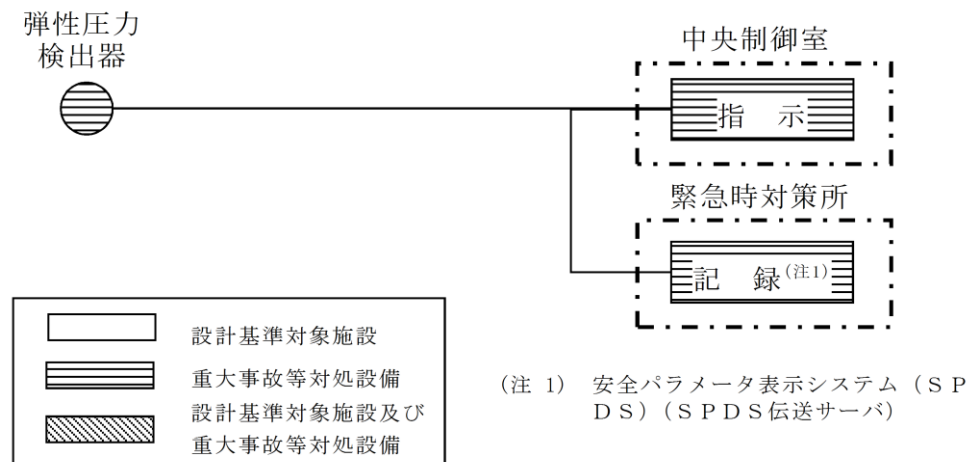 弾性圧力
検出器
中央制御室
指 示
緊急時対策所
記 録(注1)
設計基準対象施設
重大事故等対処設備
設計基準対象施設及び
重大事故等対処設備
(注 1) 安全パラメータ表示システム(SP
DS)(SPDS伝送サーバ)